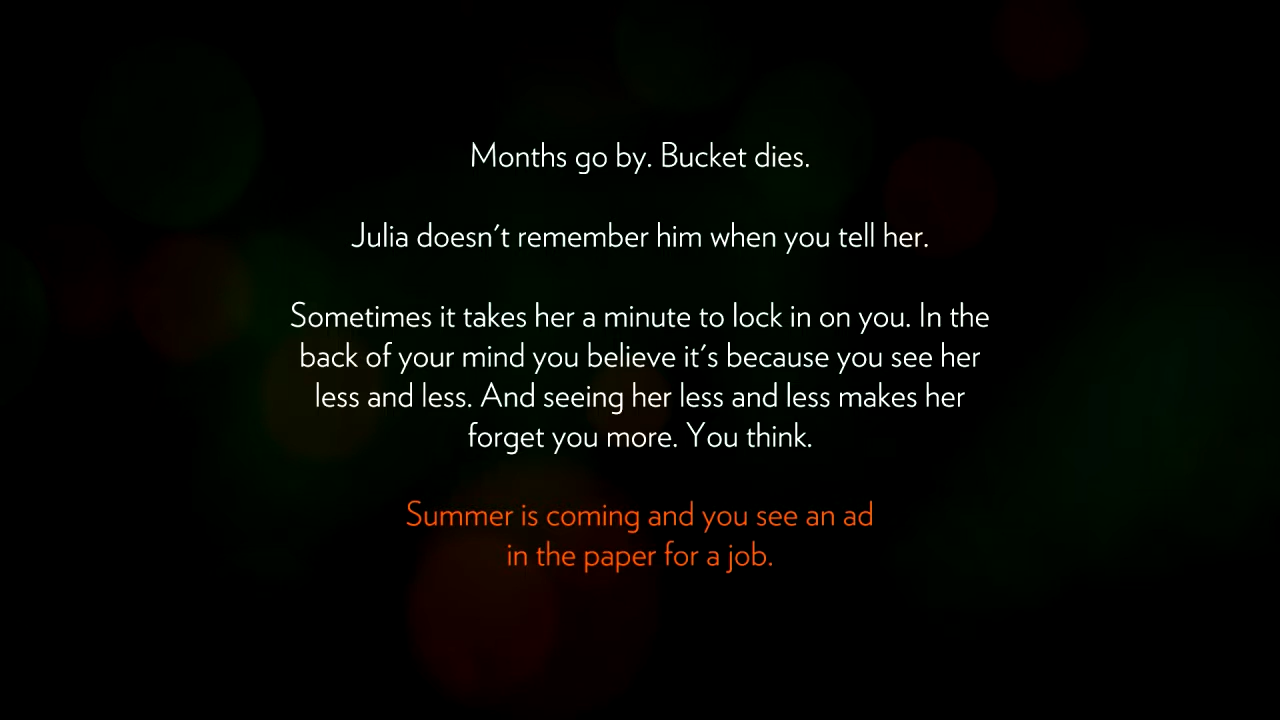 Months go by. Bucket dies.
Julia doesn't remember him when you tell her.
Sometimes it takes her a minute to lock in on you. In the
back of your mind you believe it's because you see her
less and less. And seeing her less and less makes her
forget you more. You think.
Summer is coming and you see an ad
in the paper for a job.